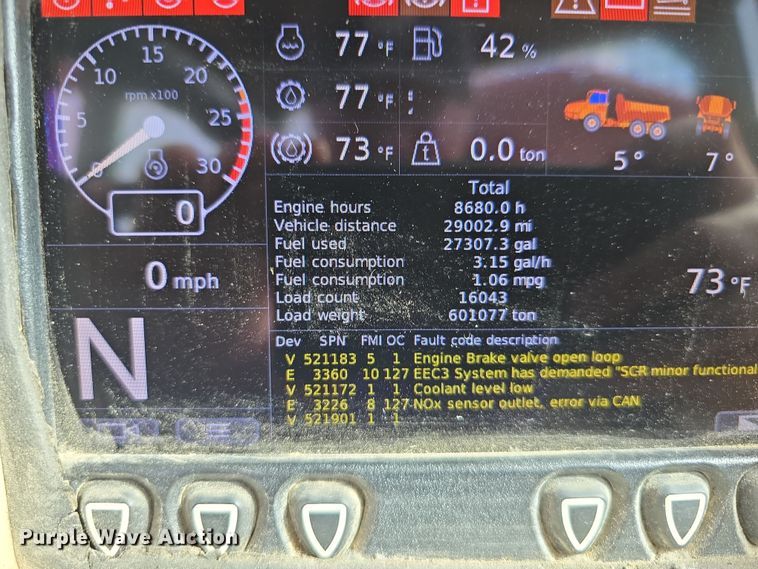 15
10 20
rpm x100
5 25
0 30
0
0 mph
N
77 °F 42 %
77 °F
73 °F t 0.0 ton
5° 7°
Total
Engine hours 8680.0 h
Vehicle distance 29002.9 mi
Fuel used 27307.3 gal
Fuel consumption 3.15 gal/h
Fuel consumption 1.06 mpg
Load count 16043
Load weight 601077 ton
73 °F
Dev SPN FMI OC Fault code description
V 521183 5 1 Engine Brake valve open loop
E 3360 10 127 EEC3 System has demanded "SCR minor functional
V 521172 1 1 Coolant level low
E 3226 8 127 NOx sensor outlet, error via CAN
V 521901 1 1
Purple Wave Auction